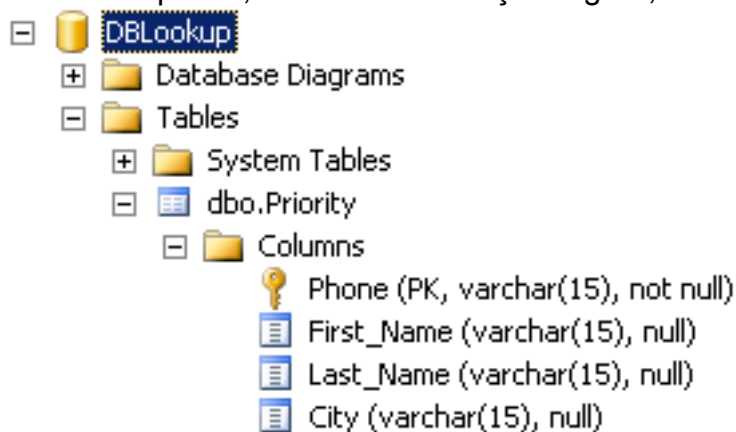 DBLookup
Database Diagrams
Tables
System Tables
dbo.Priority
Columns
Phone (PK, varchar(15), not null)
First_Name (varchar(15), null)
Last_Name (varchar(15), null)
City (varchar(15), null)